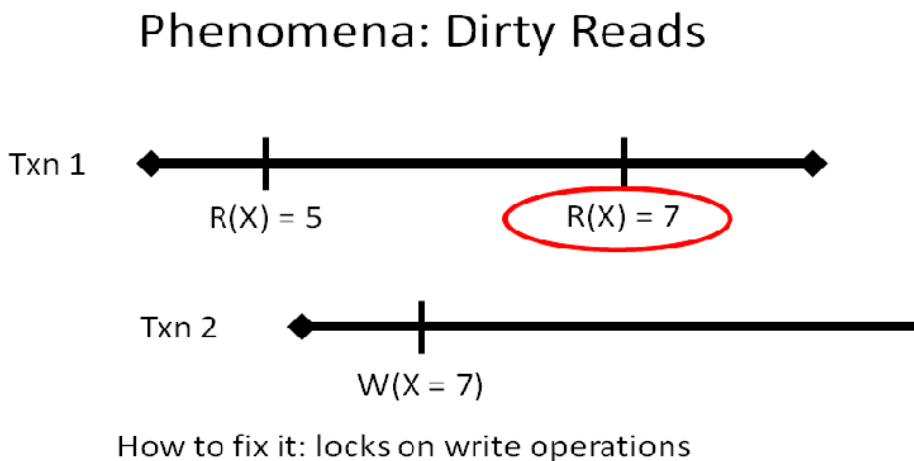 Phenomena: Dirty Reads
Txn 1
R(X) = 5
R(X) = 7
Txn 2
W(X = 7)
How to fix it: locks on write operations